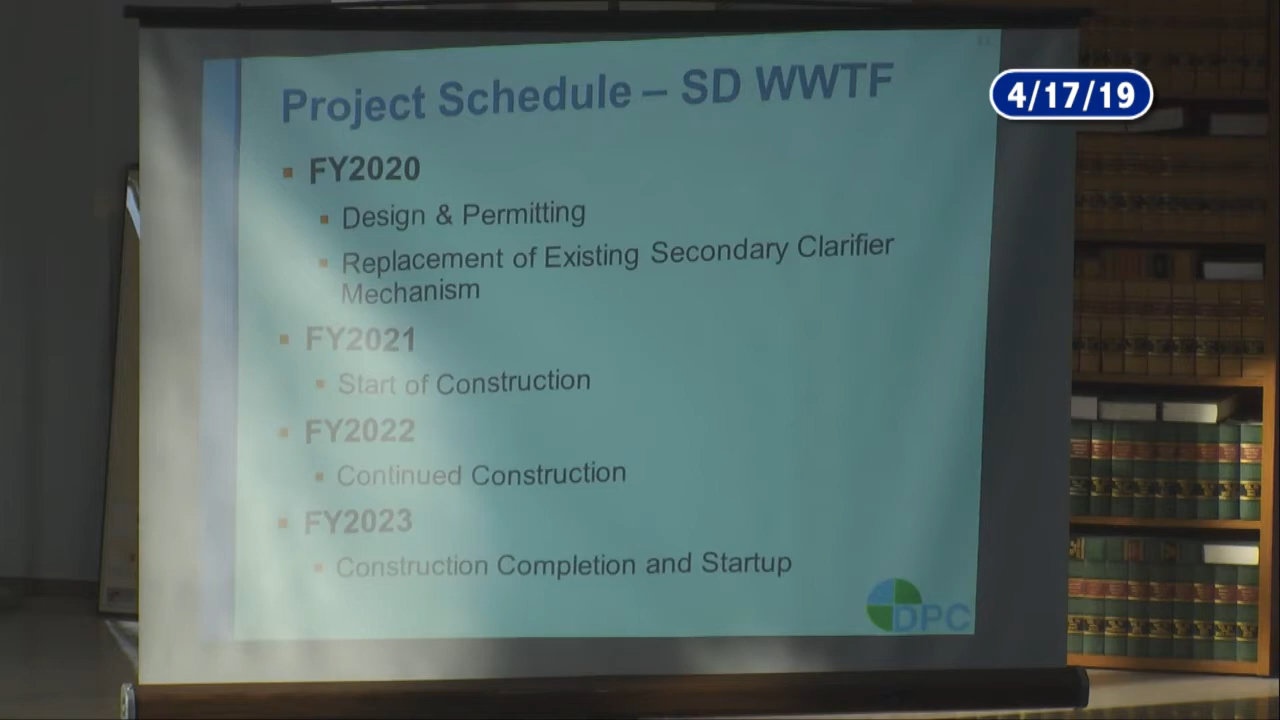 Project Schedule – SD WWTF
4/17/19
FY2020
Design & Permitting
Replacement of Existing Secondary Clarifier
Mechanism
FY2021
Start of Construction
FY2022
Continued Construction
FY2023
Construction Completion and Startup
DPC